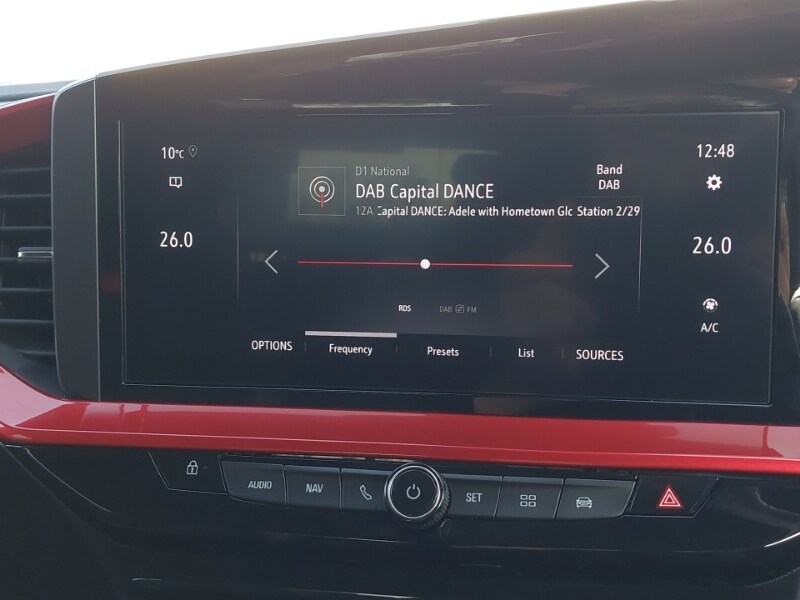 10°C
12:48
D1 National
Band
DAB Capital DANCE
DAB
12A Capital DANCE: Adele with Hometown Glc Station 2/29
26.0
26.0
RDS
DAB FM
A/C
OPTIONS
Frequency
Presets
List
SOURCES
AUDIO
NAV
SET